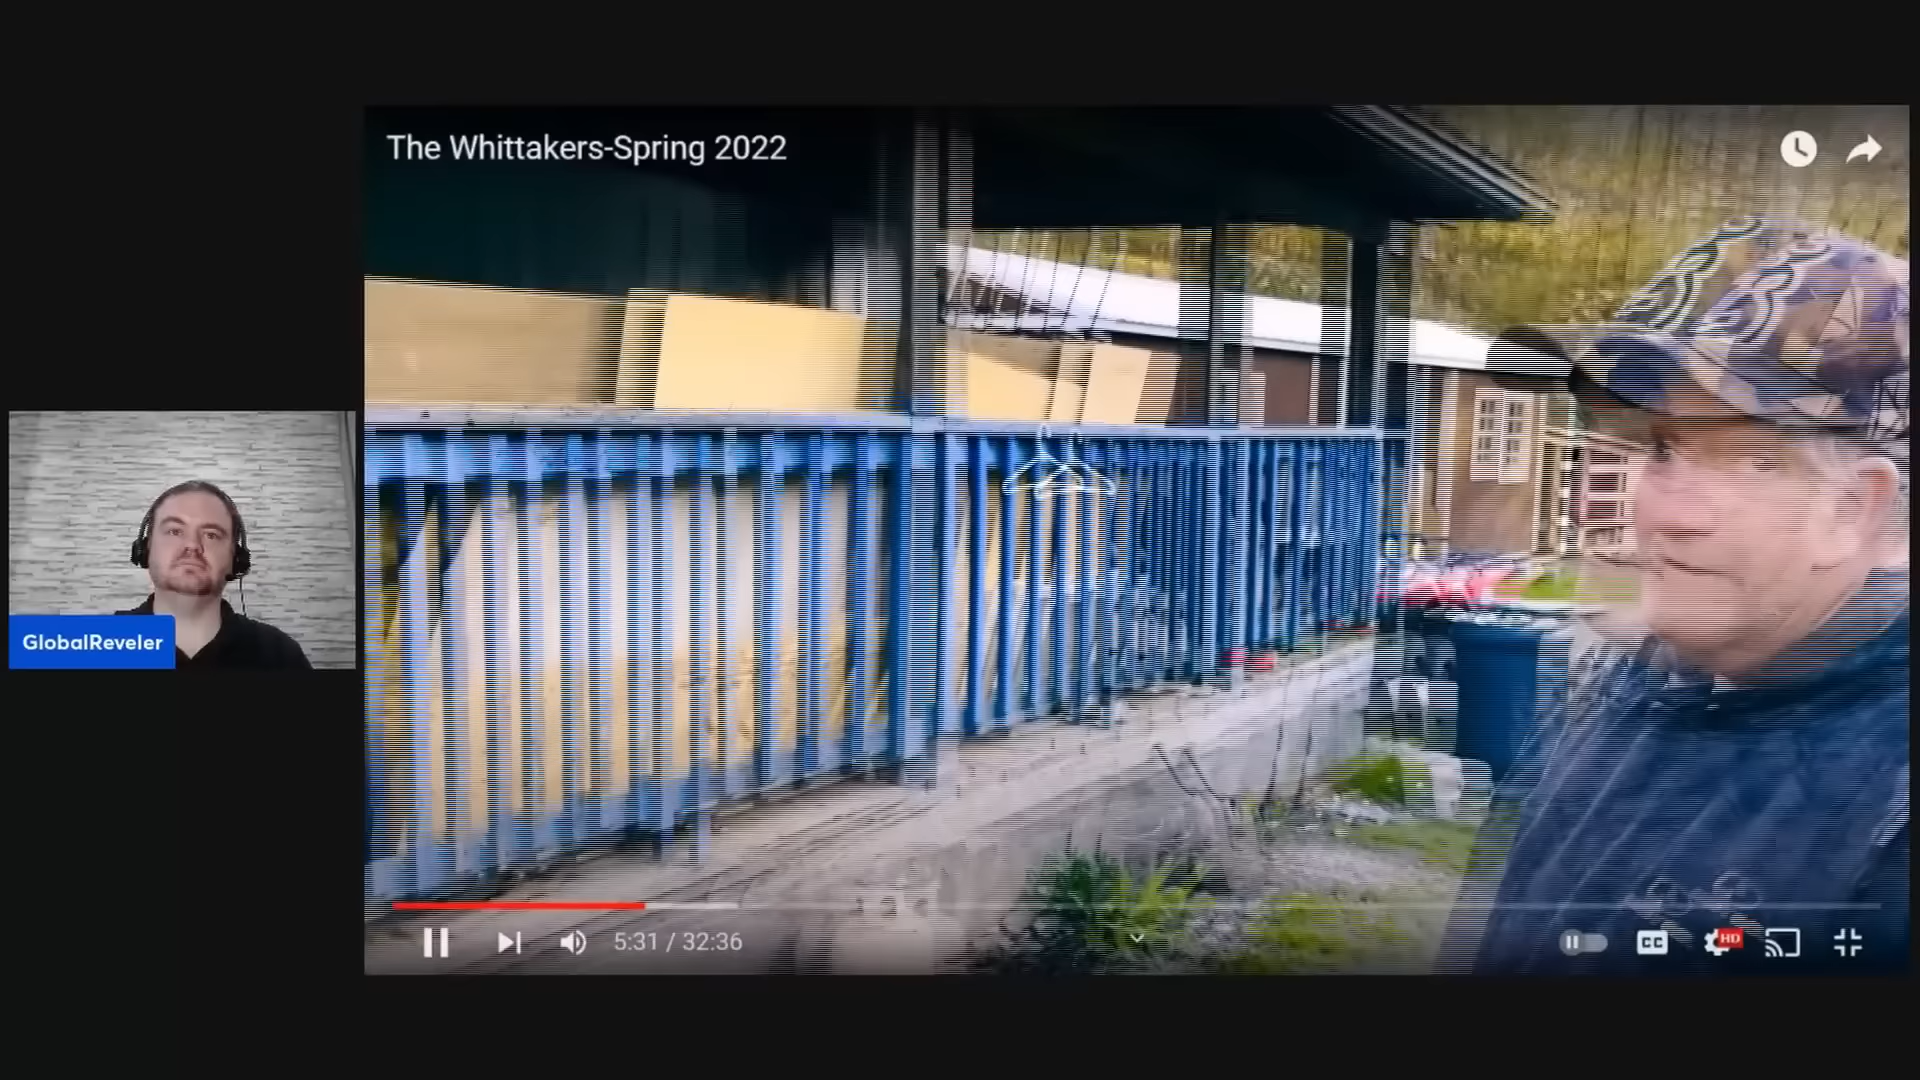 The Whittakers-Spring 2022
GlobalReveler
5:31 / 32:36
CC
HD